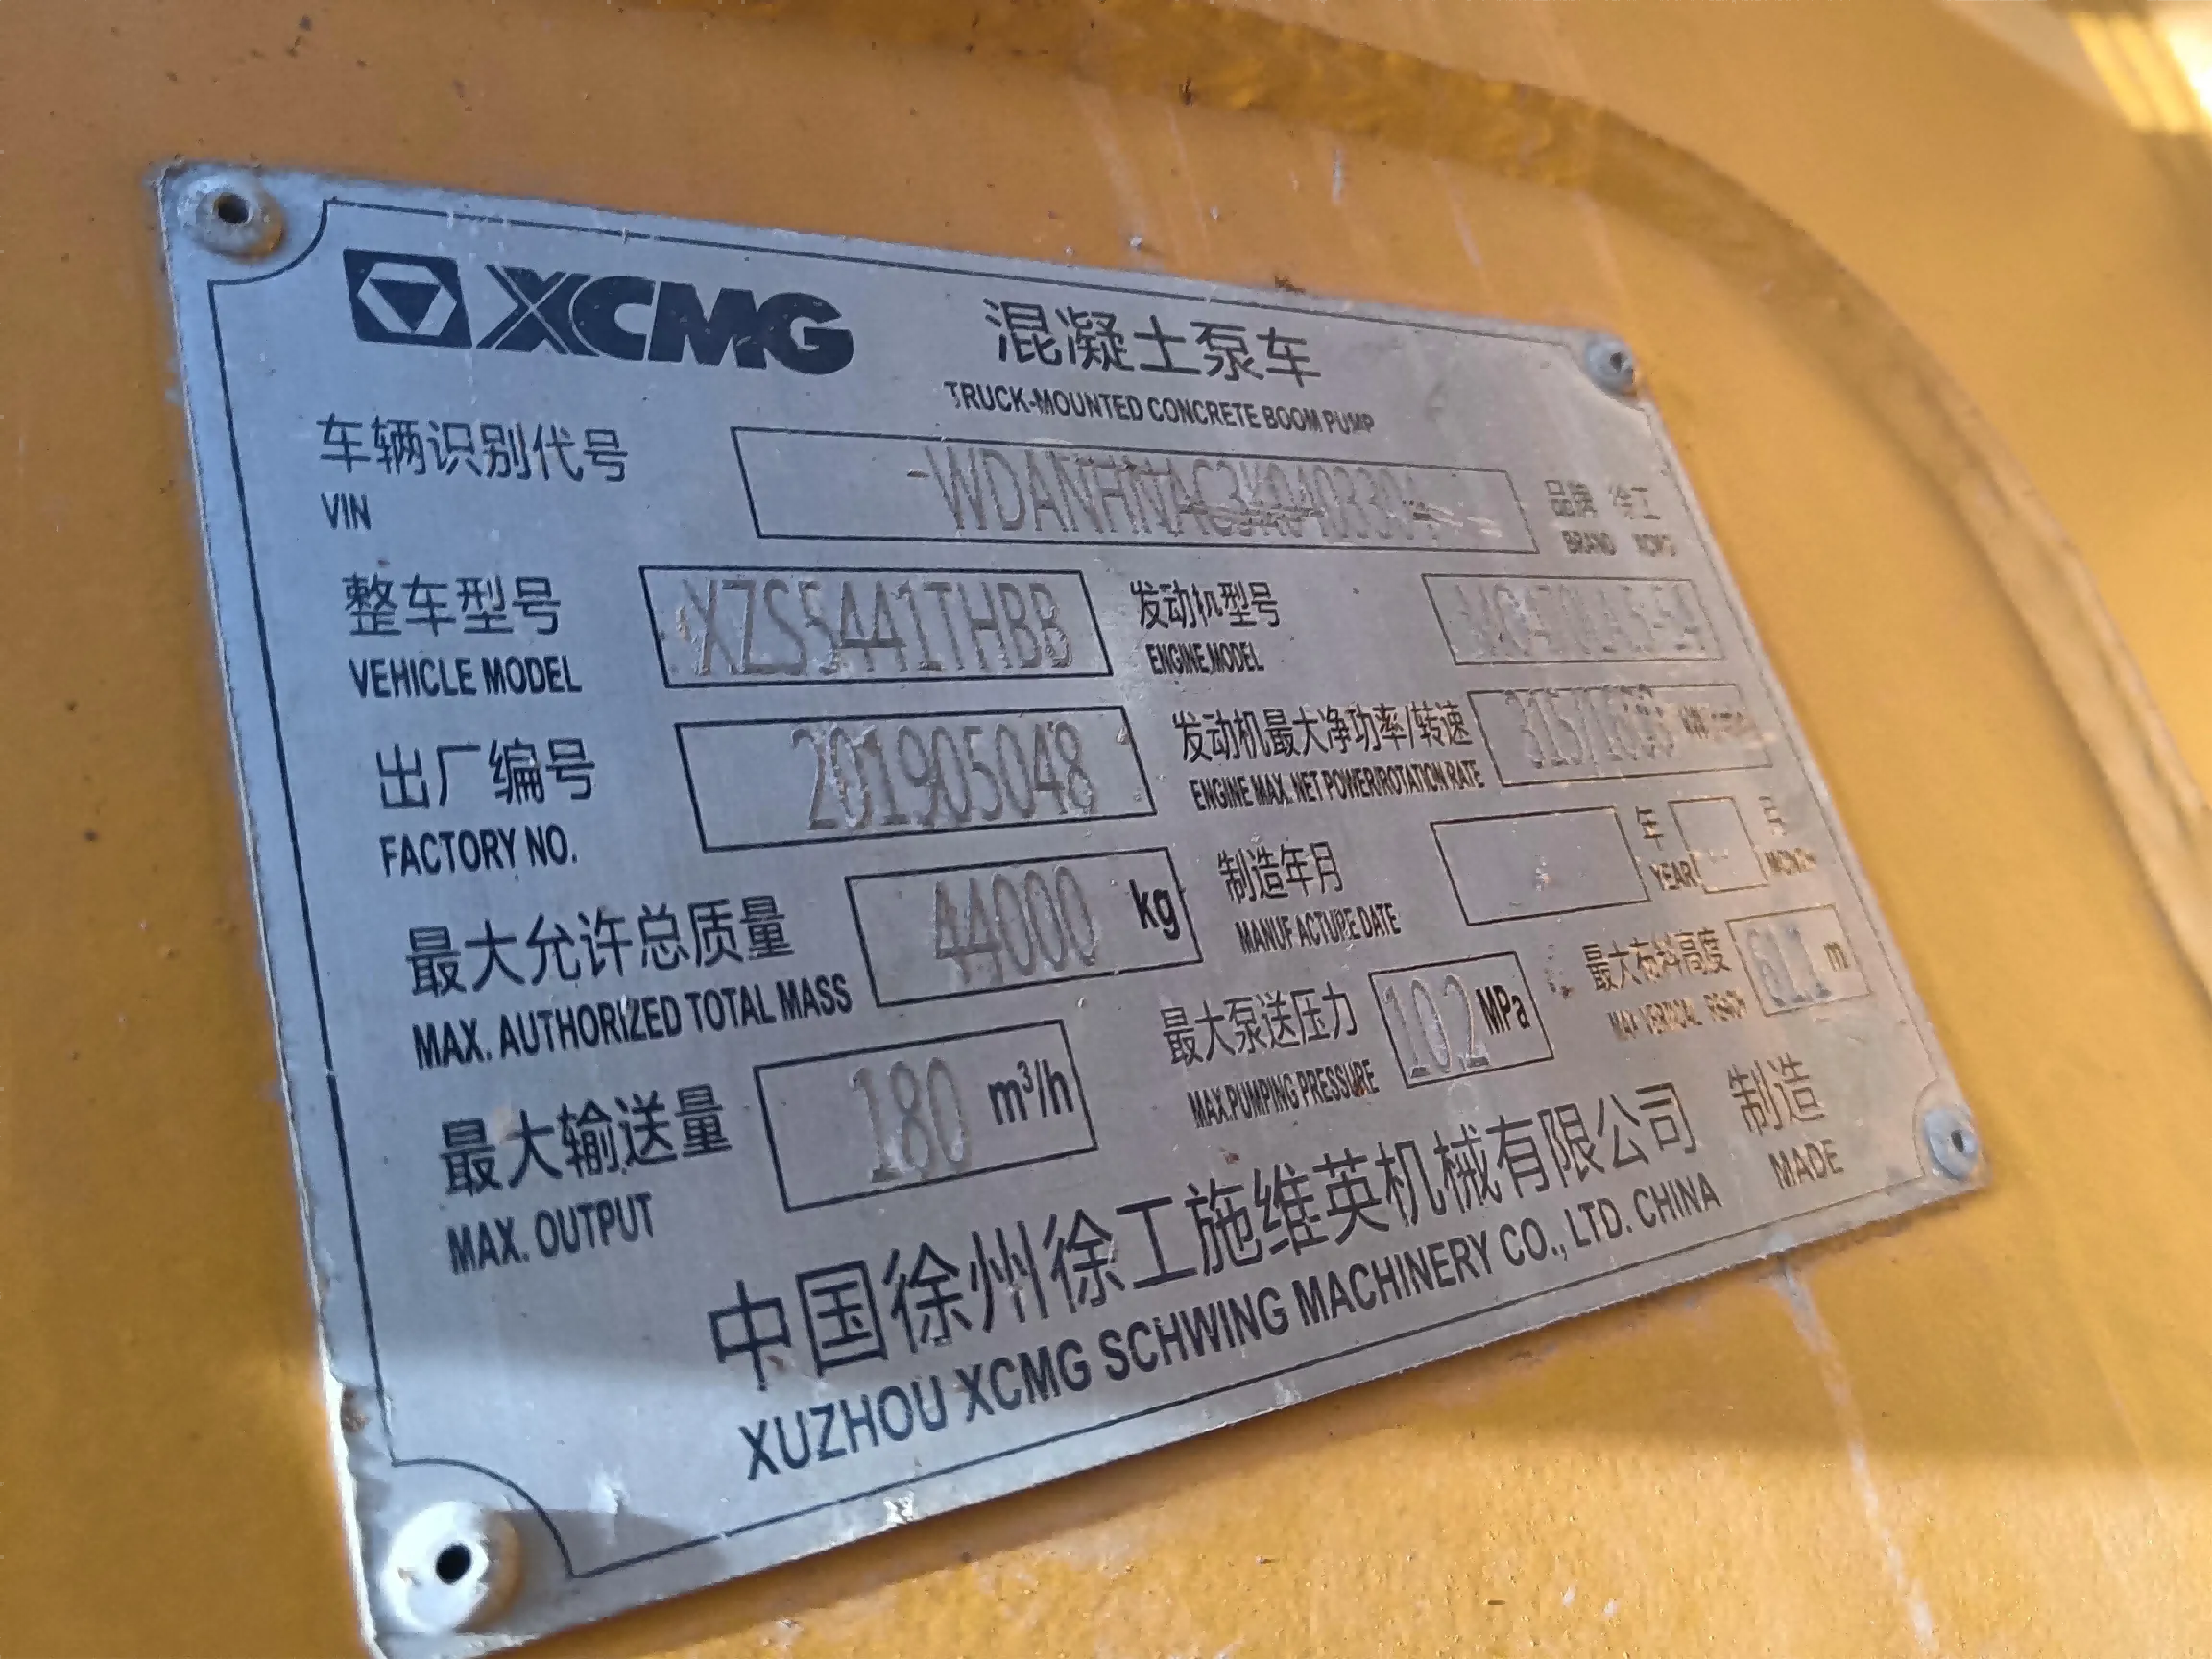 XCMG
混凝土泵车
TRUCK-MOUNTED CONCRETE BOOM PUMP
车辆识别代号
VIN
品牌 徐工
BRAND XCMG
整车型号 XZS5441THBB
VEHICLE MODEL
发动机型号
ENGINE MODEL
出厂编号 201905048
FACTORY NO.
发动机最大净功率/转速
ENGINE MAX. NET POWER/ROTATION RATE
最大允许总质量 44000 kg
MAX. AUTHORIZED TOTAL MASS
制造年月 年 月
MANUFACTURE DATE YEAR MONTH
最大输送量 180 m³/h
MAX. OUTPUT
最大泵送压力 10.2 MPa
MAX.PUMPING PRESSURE
最大布料高度 m
MAX VERTICAL REACH
中国徐州徐工施维英机械有限公司 制造
XUZHOU XCMG SCHWING MACHINERY CO., LTD. CHINA MADE